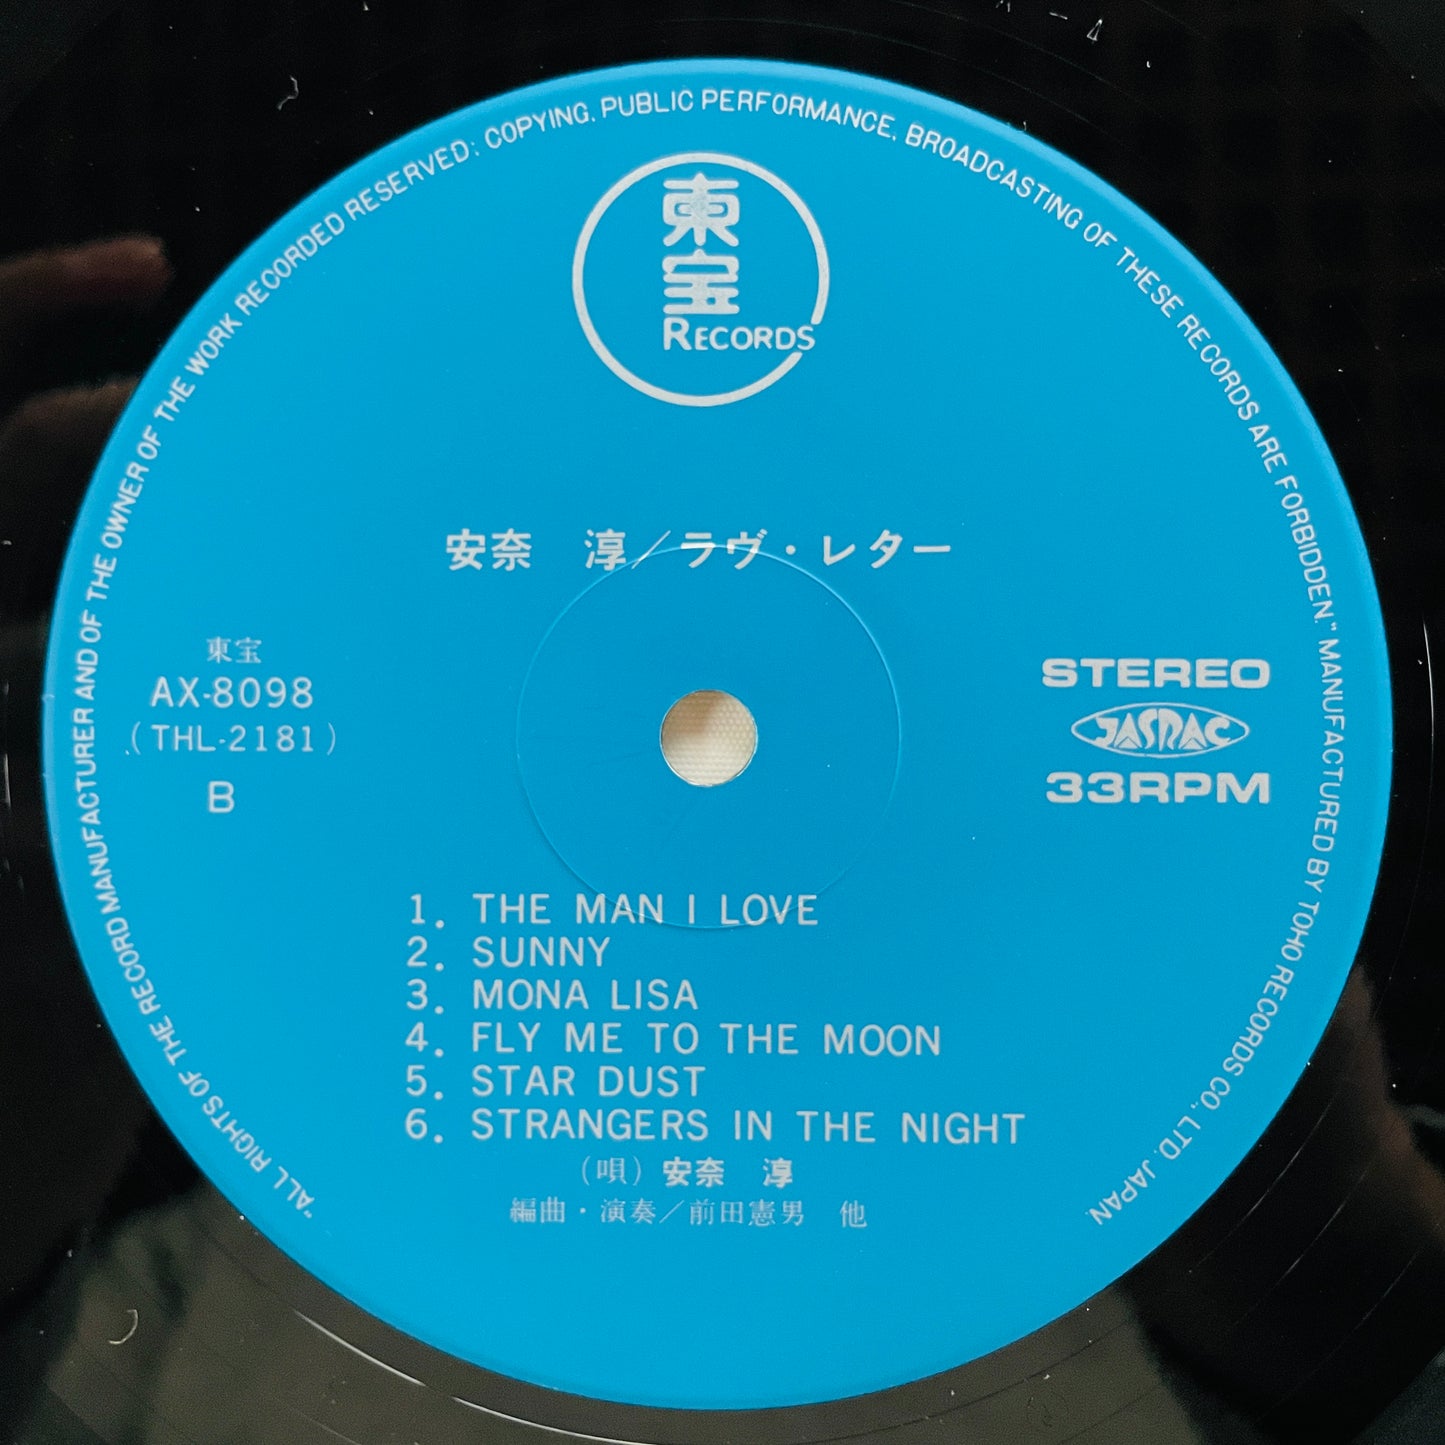 "ALL RIGHTS OF THE RECORD MANUFACTURER AND OF THE OWNER OF THE WORK RECORDED RESERVED: COPYING. PUBLIC PERFORMANCE. BROADCASTING OF THESE RECORDS ARE FORBIDDEN." MANUFACTURED BY TOHO RECORDS CO., LTD. JAPAN.
東宝
RECORDS
安奈 淳/ラヴ・レター
東宝
AX-8098
(THL-2181)
B
STEREO
JASRAC
33RPM
1. THE MAN I LOVE
2. SUNNY
3. MONA LISA
4. FLY ME TO THE MOON
5. STAR DUST
6. STRANGERS IN THE NIGHT
(唄) 安奈 淳
編曲・演奏/前田憲男 他